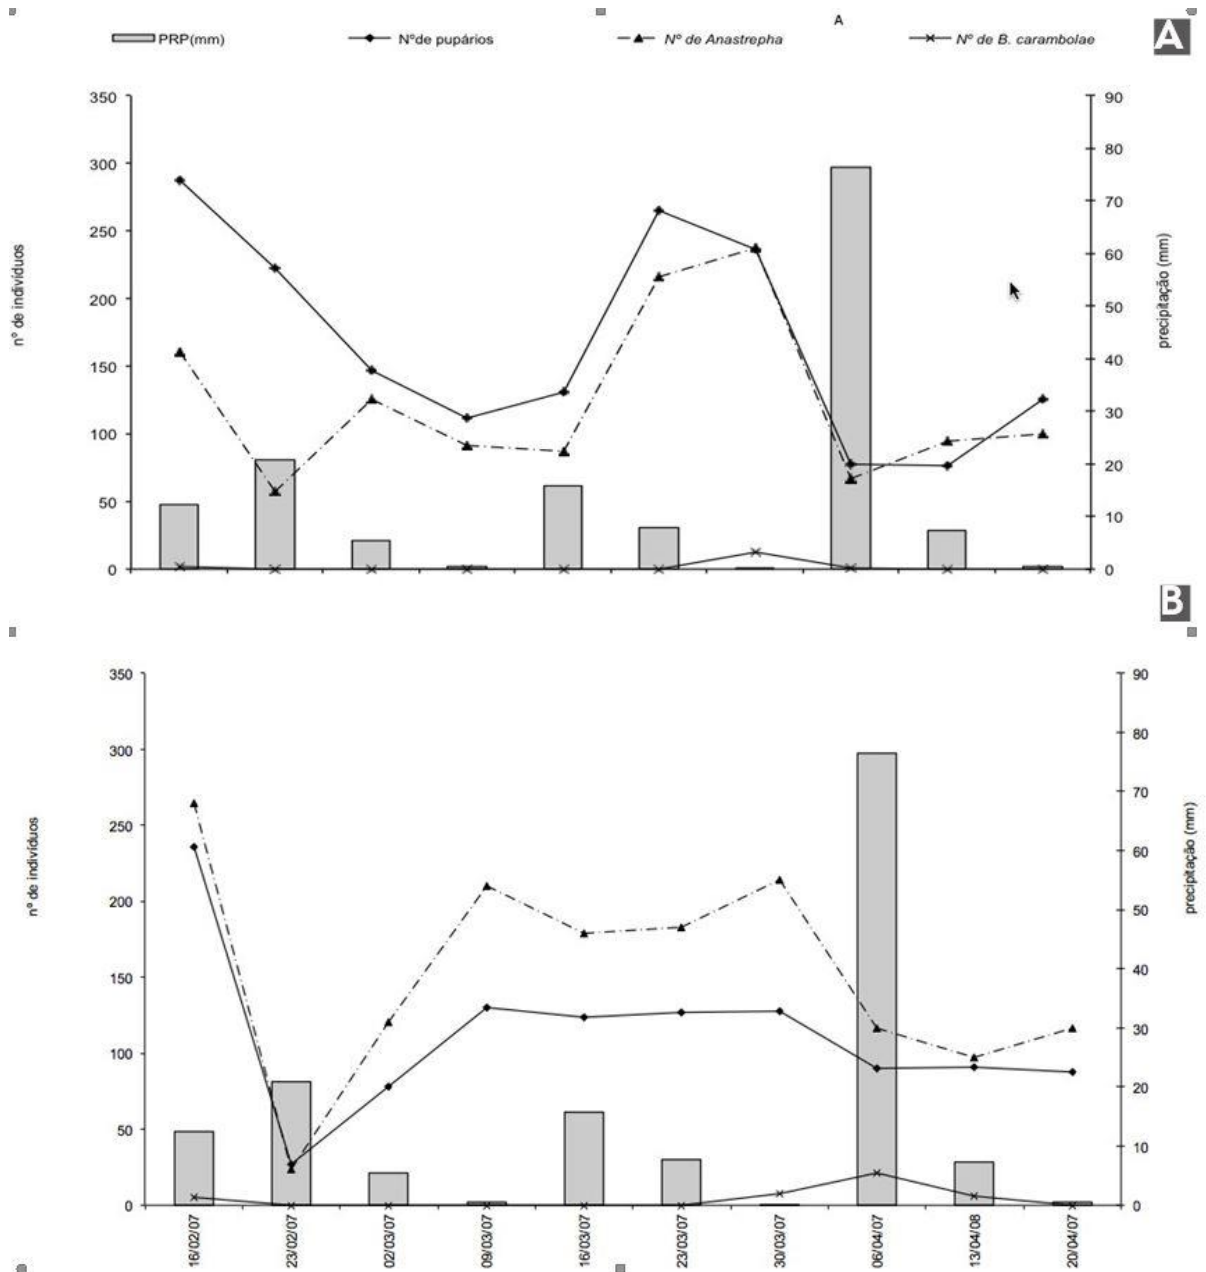 A
PRP(mm) Nºde pupários Nº de Anastrepha Nº de B. carambolae
A
350 90
300 80
250 70
200 60
150 50
100 40
50 30
0 20
10
0
nº de indivíduos
precipitação (mm)
B
350 90
300 80
250 70
200 60
150 50
100 40
50 30
0 20
10
0
nº de indivíduos
precipitação (mm)
16/02/07 23/02/07 02/03/07 09/03/07 16/03/07 23/03/07 30/03/07 06/04/07 13/04/08 20/04/07